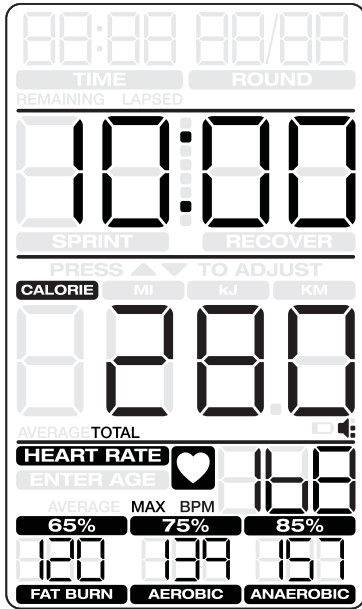 88:88 88/88
TIME ROUND
REMAINING LAPSED
10:00
SPRINT RECOVER
PRESS ▲ ▼ TO ADJUST
CALORIE MI kJ KM
280
AVERAGE TOTAL
HEART RATE 168
ENTER AGE
AVERAGE MAX BPM
65% 75% 85%
120 139 157
FAT BURN AEROBIC ANAEROBIC